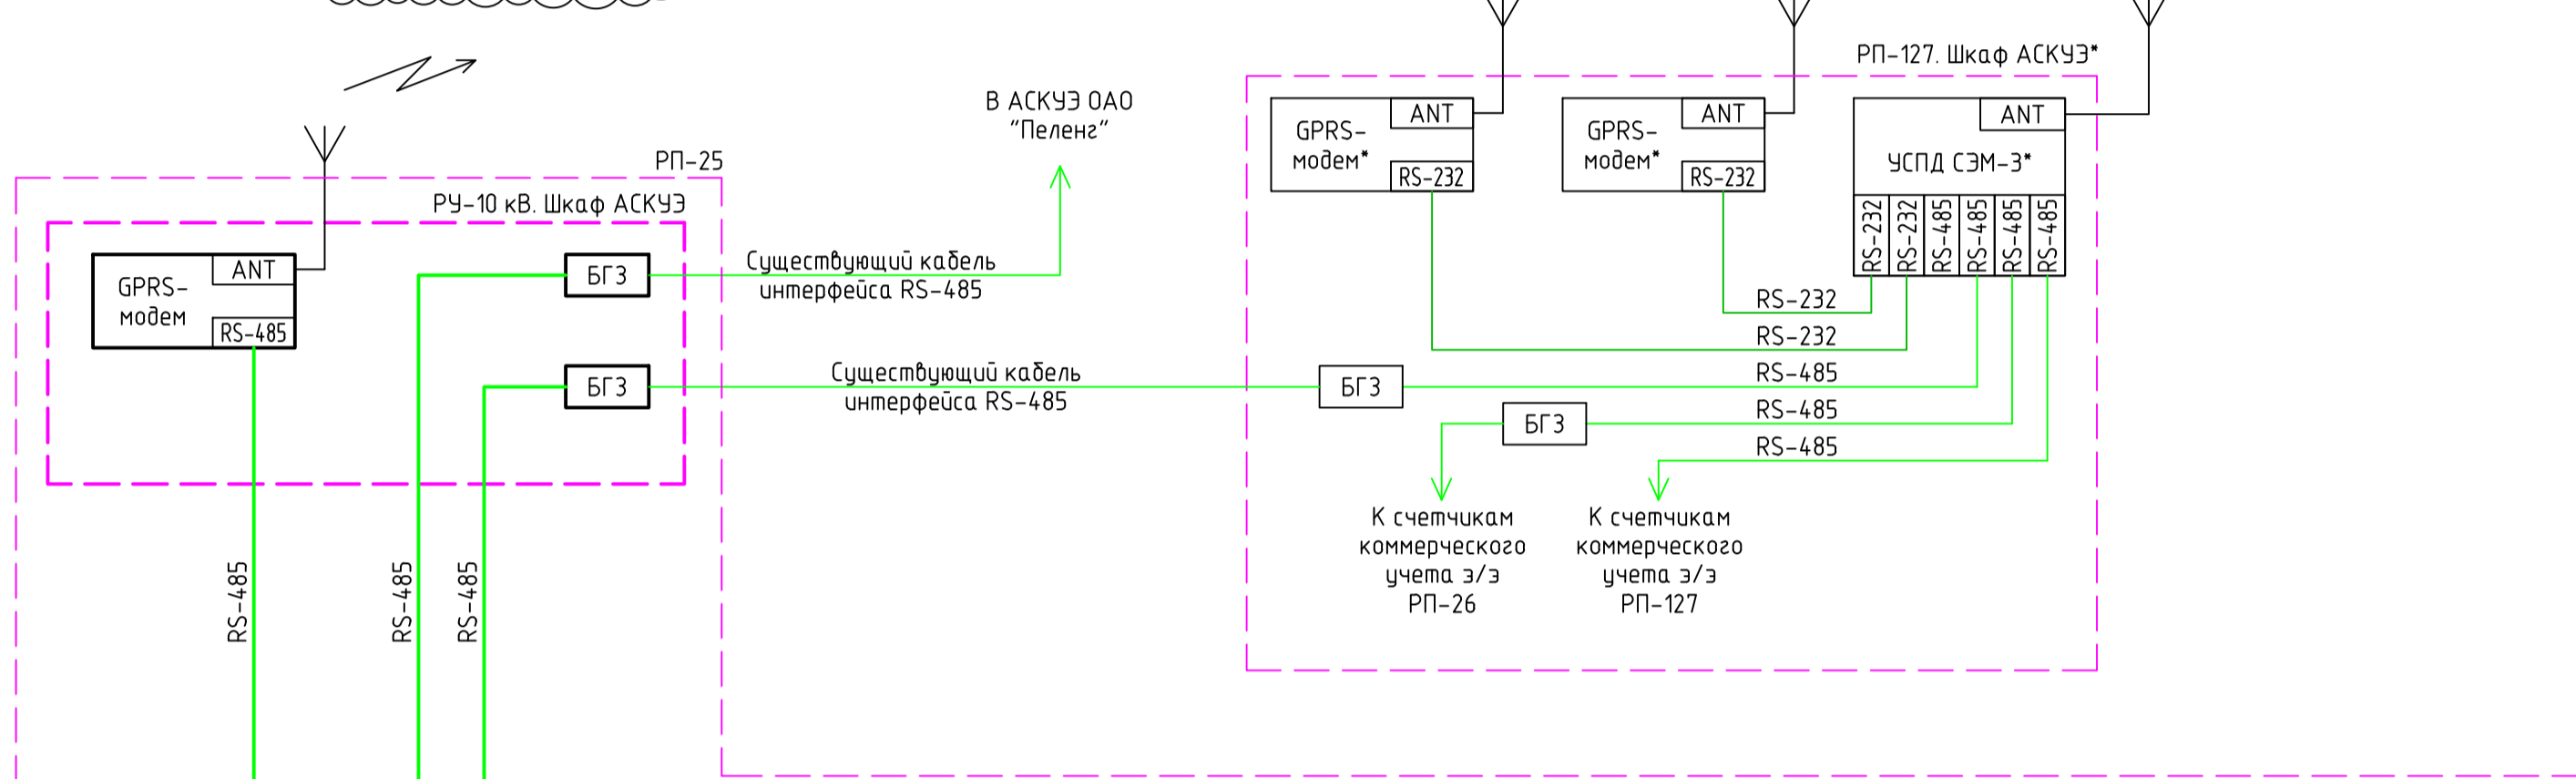 РП-127. Шкаф АСКУЭ*
В АСКУЭ ОАО
"Пеленг"
ANT
GPRS-
модем*
RS-232
ANT
GPRS-
модем*
RS-232
ANT
УСПД СЭМ-3*
RS-232
RS-232
RS-485
RS-485
RS-485
RS-485
РП-25
РУ-10 кВ. Шкаф АСКУЭ
ANT
GPRS-
модем
RS-485
БГЗ
Существующий кабель
интерфейса RS-485
БГЗ
Существующий кабель
интерфейса RS-485
RS-232
RS-232
БГЗ
RS-485
БГЗ
RS-485
RS-485
К счетчикам
коммерческого
учета э/э
РП-26
К счетчикам
коммерческого
учета э/э
РП-127
RS-485
RS-485
RS-485